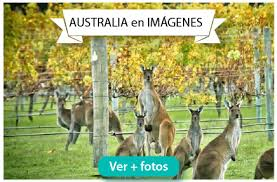 AUSTRALIA en IMÁGENES
Ver + fotos